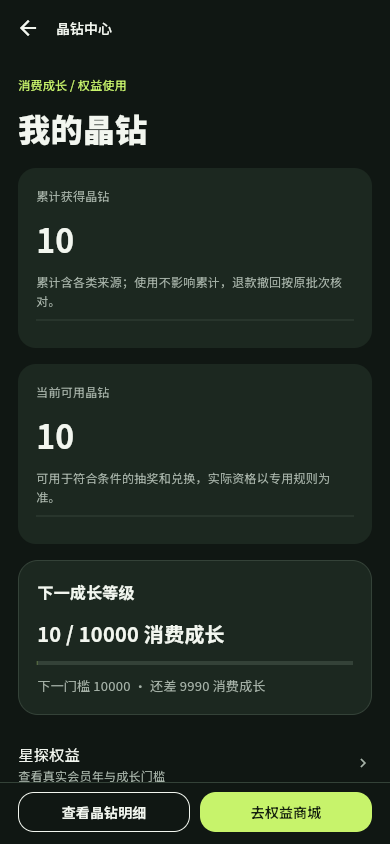 晶钻中心
消费成长 / 权益使用
我的晶钻
累计获得晶钻
10
累计含各类来源；使用不影响累计，退款撤回按原批次核
对。
当前可用晶钻
10
可用于符合条件的抽奖和兑换，实际资格以专用规则为
准。
下一成长等级
10 / 10000 消费成长
下一门槛 10000 · 还差 9990 消费成长
星探权益
查看真实会员年与成长门槛
查看晶钻明细
去权益商城